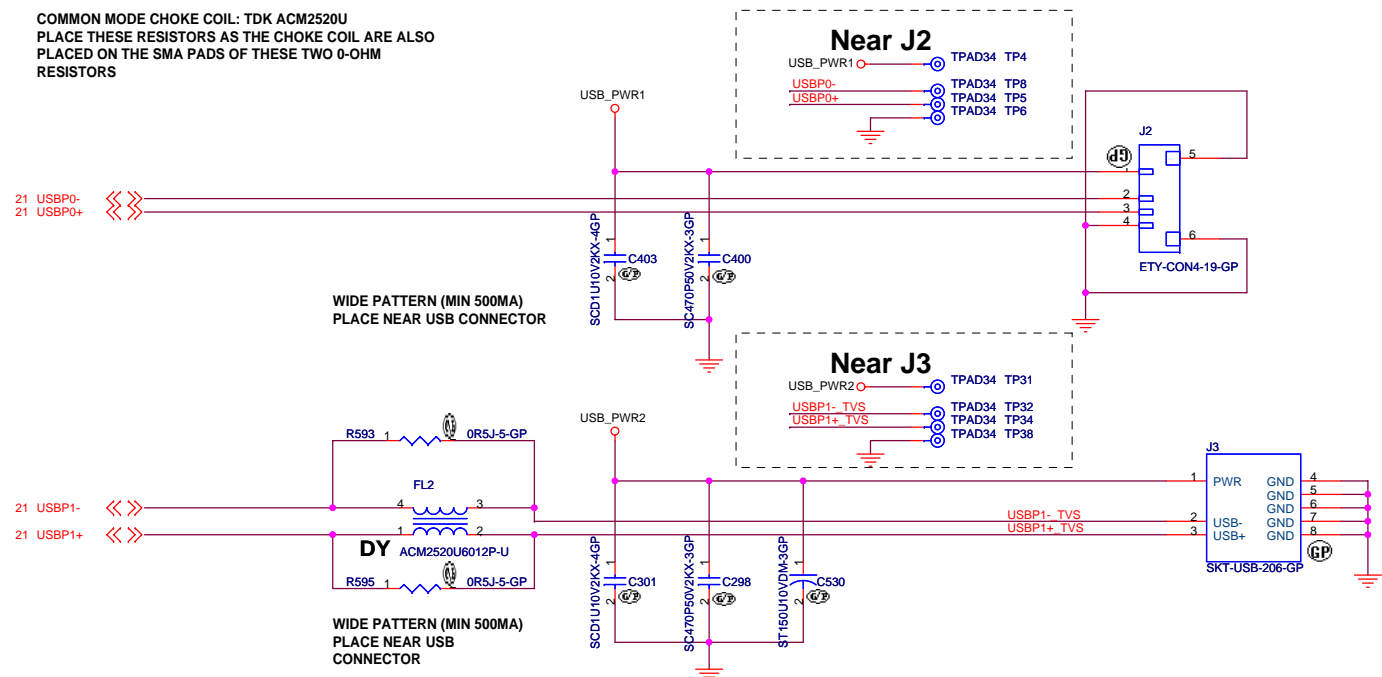 COMMON MODE CHOKE COIL: TDK ACM2520U
PLACE THESE RESISTORS AS THE CHOKE COIL ARE ALSO
PLACED ON THE SMA PADS OF THESE TWO 0-OHM
RESISTORS
Near J2
USB_PWR1
TPAD34 TP4
USBP0-
TPAD34 TP8
USBP0+
TPAD34 TP5
TPAD34 TP6
USB_PWR1
J2
GP
5
1
21 USBP0-
2
21 USBP0+
3
4
6
ETY-CON4-19-GP
SCD1U10V2KX-4GP
1
C403
2
G/P
SC470P50V2KX-3GP
1
C400
2
G/P
WIDE PATTERN (MIN 500MA)
PLACE NEAR USB CONNECTOR
Near J3
USB_PWR2
TPAD34 TP31
USBP1-_TVS
TPAD34 TP32
USBP1+_TVS
TPAD34 TP34
TPAD34 TP38
USB_PWR2
R593
1
0R5J-5-GP
FL2
21 USBP1-
4
3
21 USBP1+
1
2
DY
ACM2520U6012P-U
R595
1
0R5J-5-GP
WIDE PATTERN (MIN 500MA)
PLACE NEAR USB
CONNECTOR
SCD1U10V2KX-4GP
1
C301
2
G/P
SC470P50V2KX-3GP
1
C298
2
G/P
ST150U10VDM-3GP
1
C530
2
G/P
USBP1-_TVS
USBP1+_TVS
J3
1 PWR GND 4
GND 5
GND 6
2 USB- GND 7
3 USB+ GND 8
GP
SKT-USB-206-GP